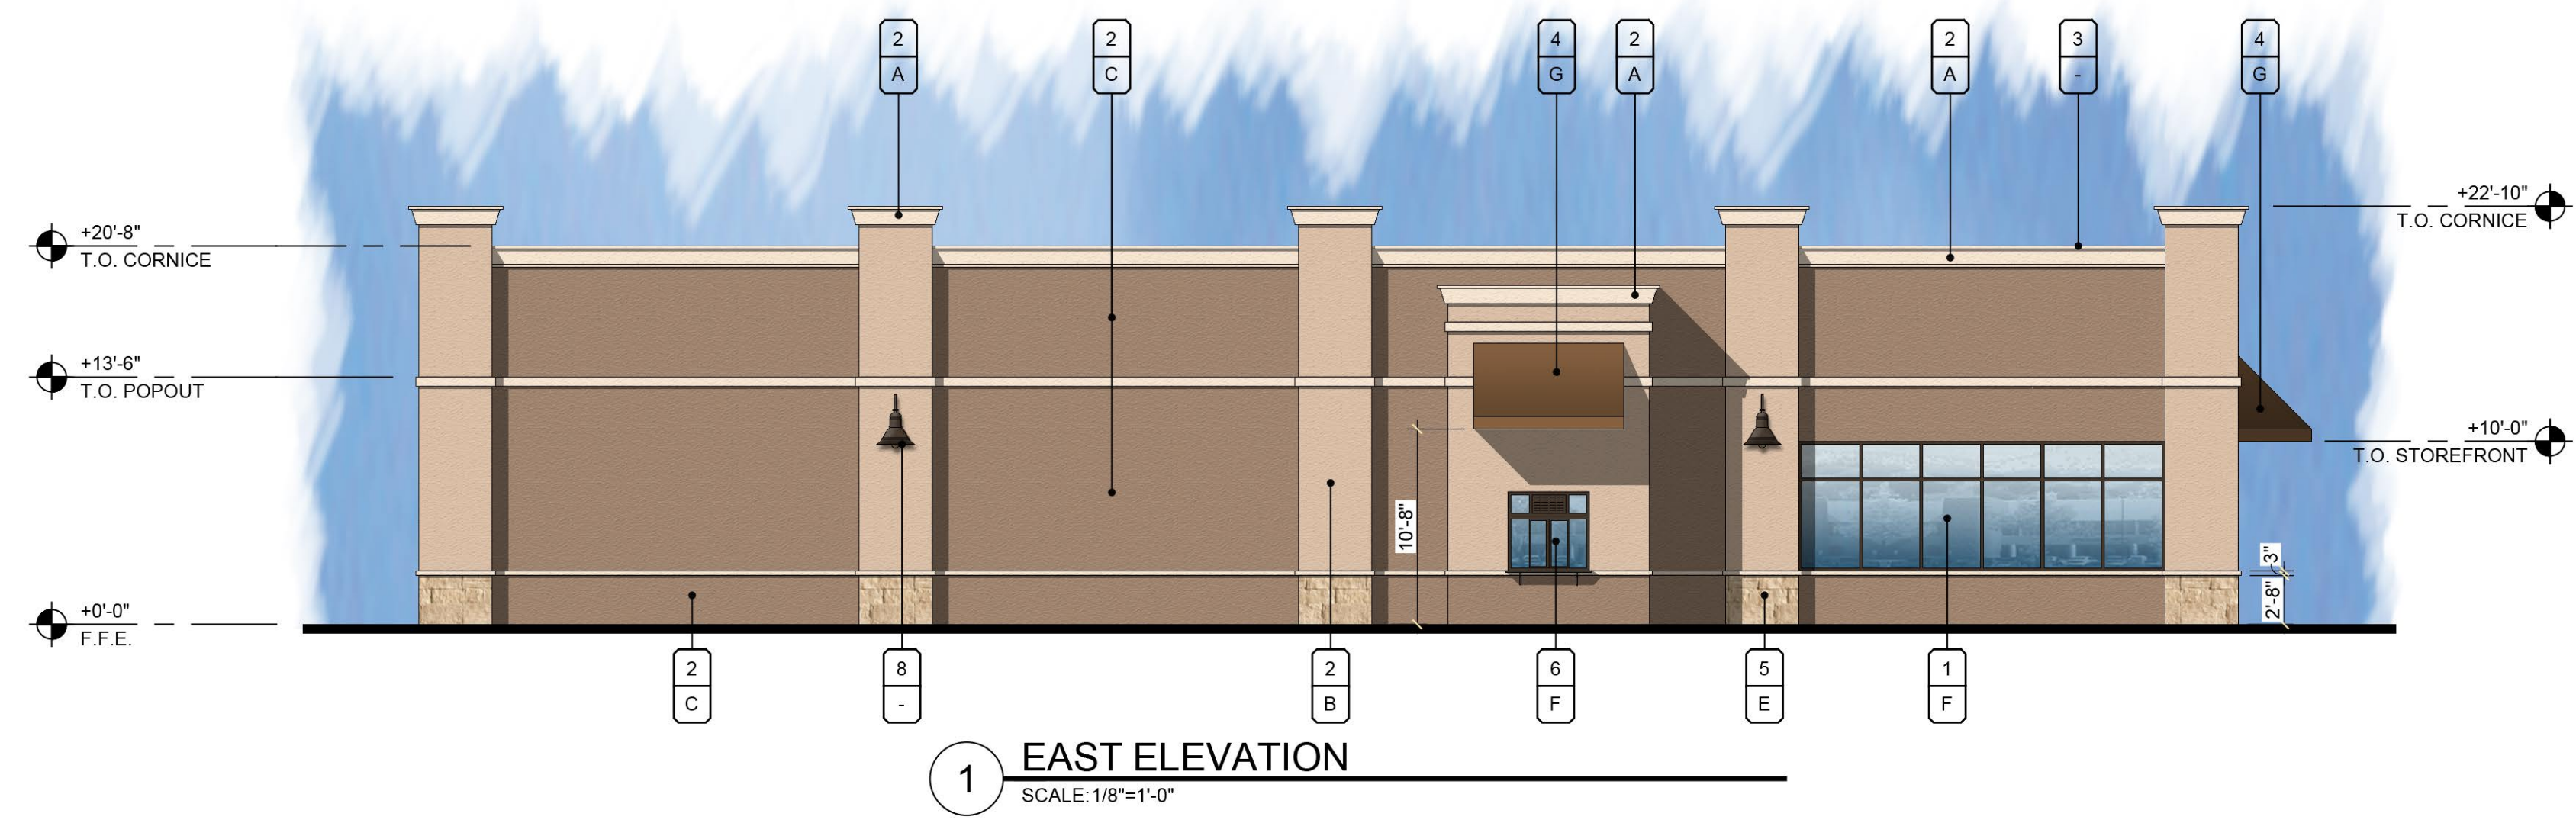 2
A
2
C
4
G
2
A
2
A
3
-
4
G
+22'-10"
T.O. CORNICE
+20'-8"
T.O. CORNICE
+13'-6"
T.O. POPOUT
+10'-0"
T.O. STOREFRONT
10'-8"
3"
2'-8"
+0'-0"
F.F.E.
2
C
8
-
2
B
6
F
5
E
1
F
1
EAST ELEVATION
SCALE:1/8"=1'-0"